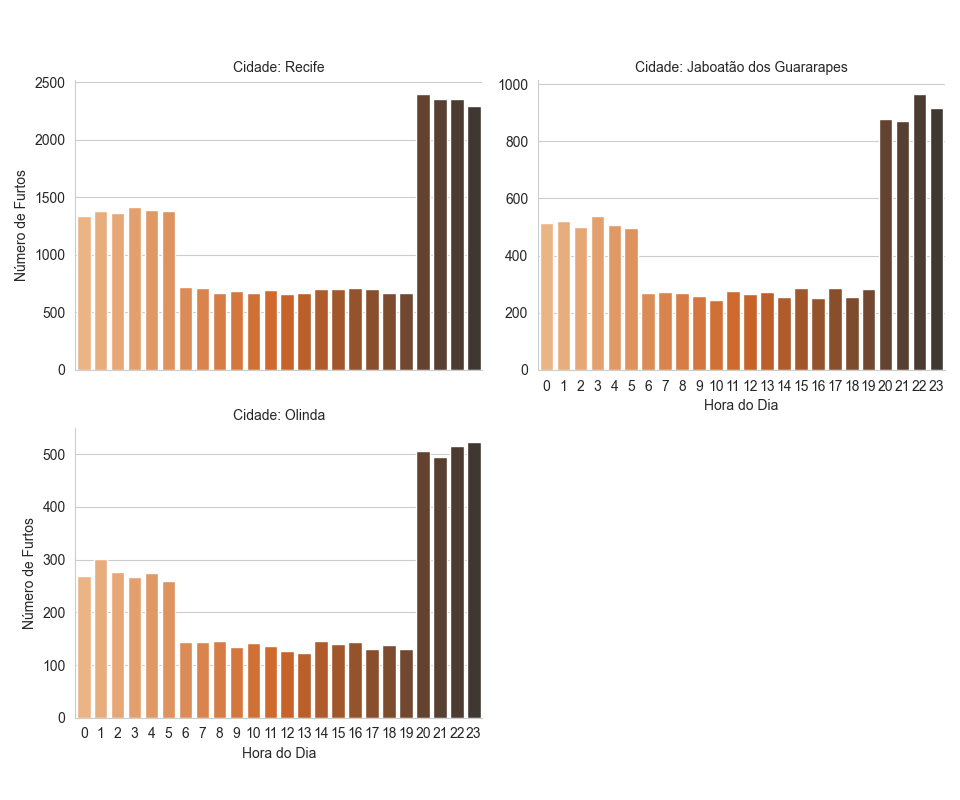 Cidade: Recife
2500
2000
1500
1000
500
0
Número de Furtos
Cidade: Jaboatão dos Guararapes
1000
800
600
400
200
0
0 1 2 3 4 5 6 7 8 9 10 11 12 13 14 15 16 17 18 19 20 21 22 23
Hora do Dia
Cidade: Olinda
500
400
300
200
100
0
Número de Furtos
0 1 2 3 4 5 6 7 8 9 10 11 12 13 14 15 16 17 18 19 20 21 22 23
Hora do Dia